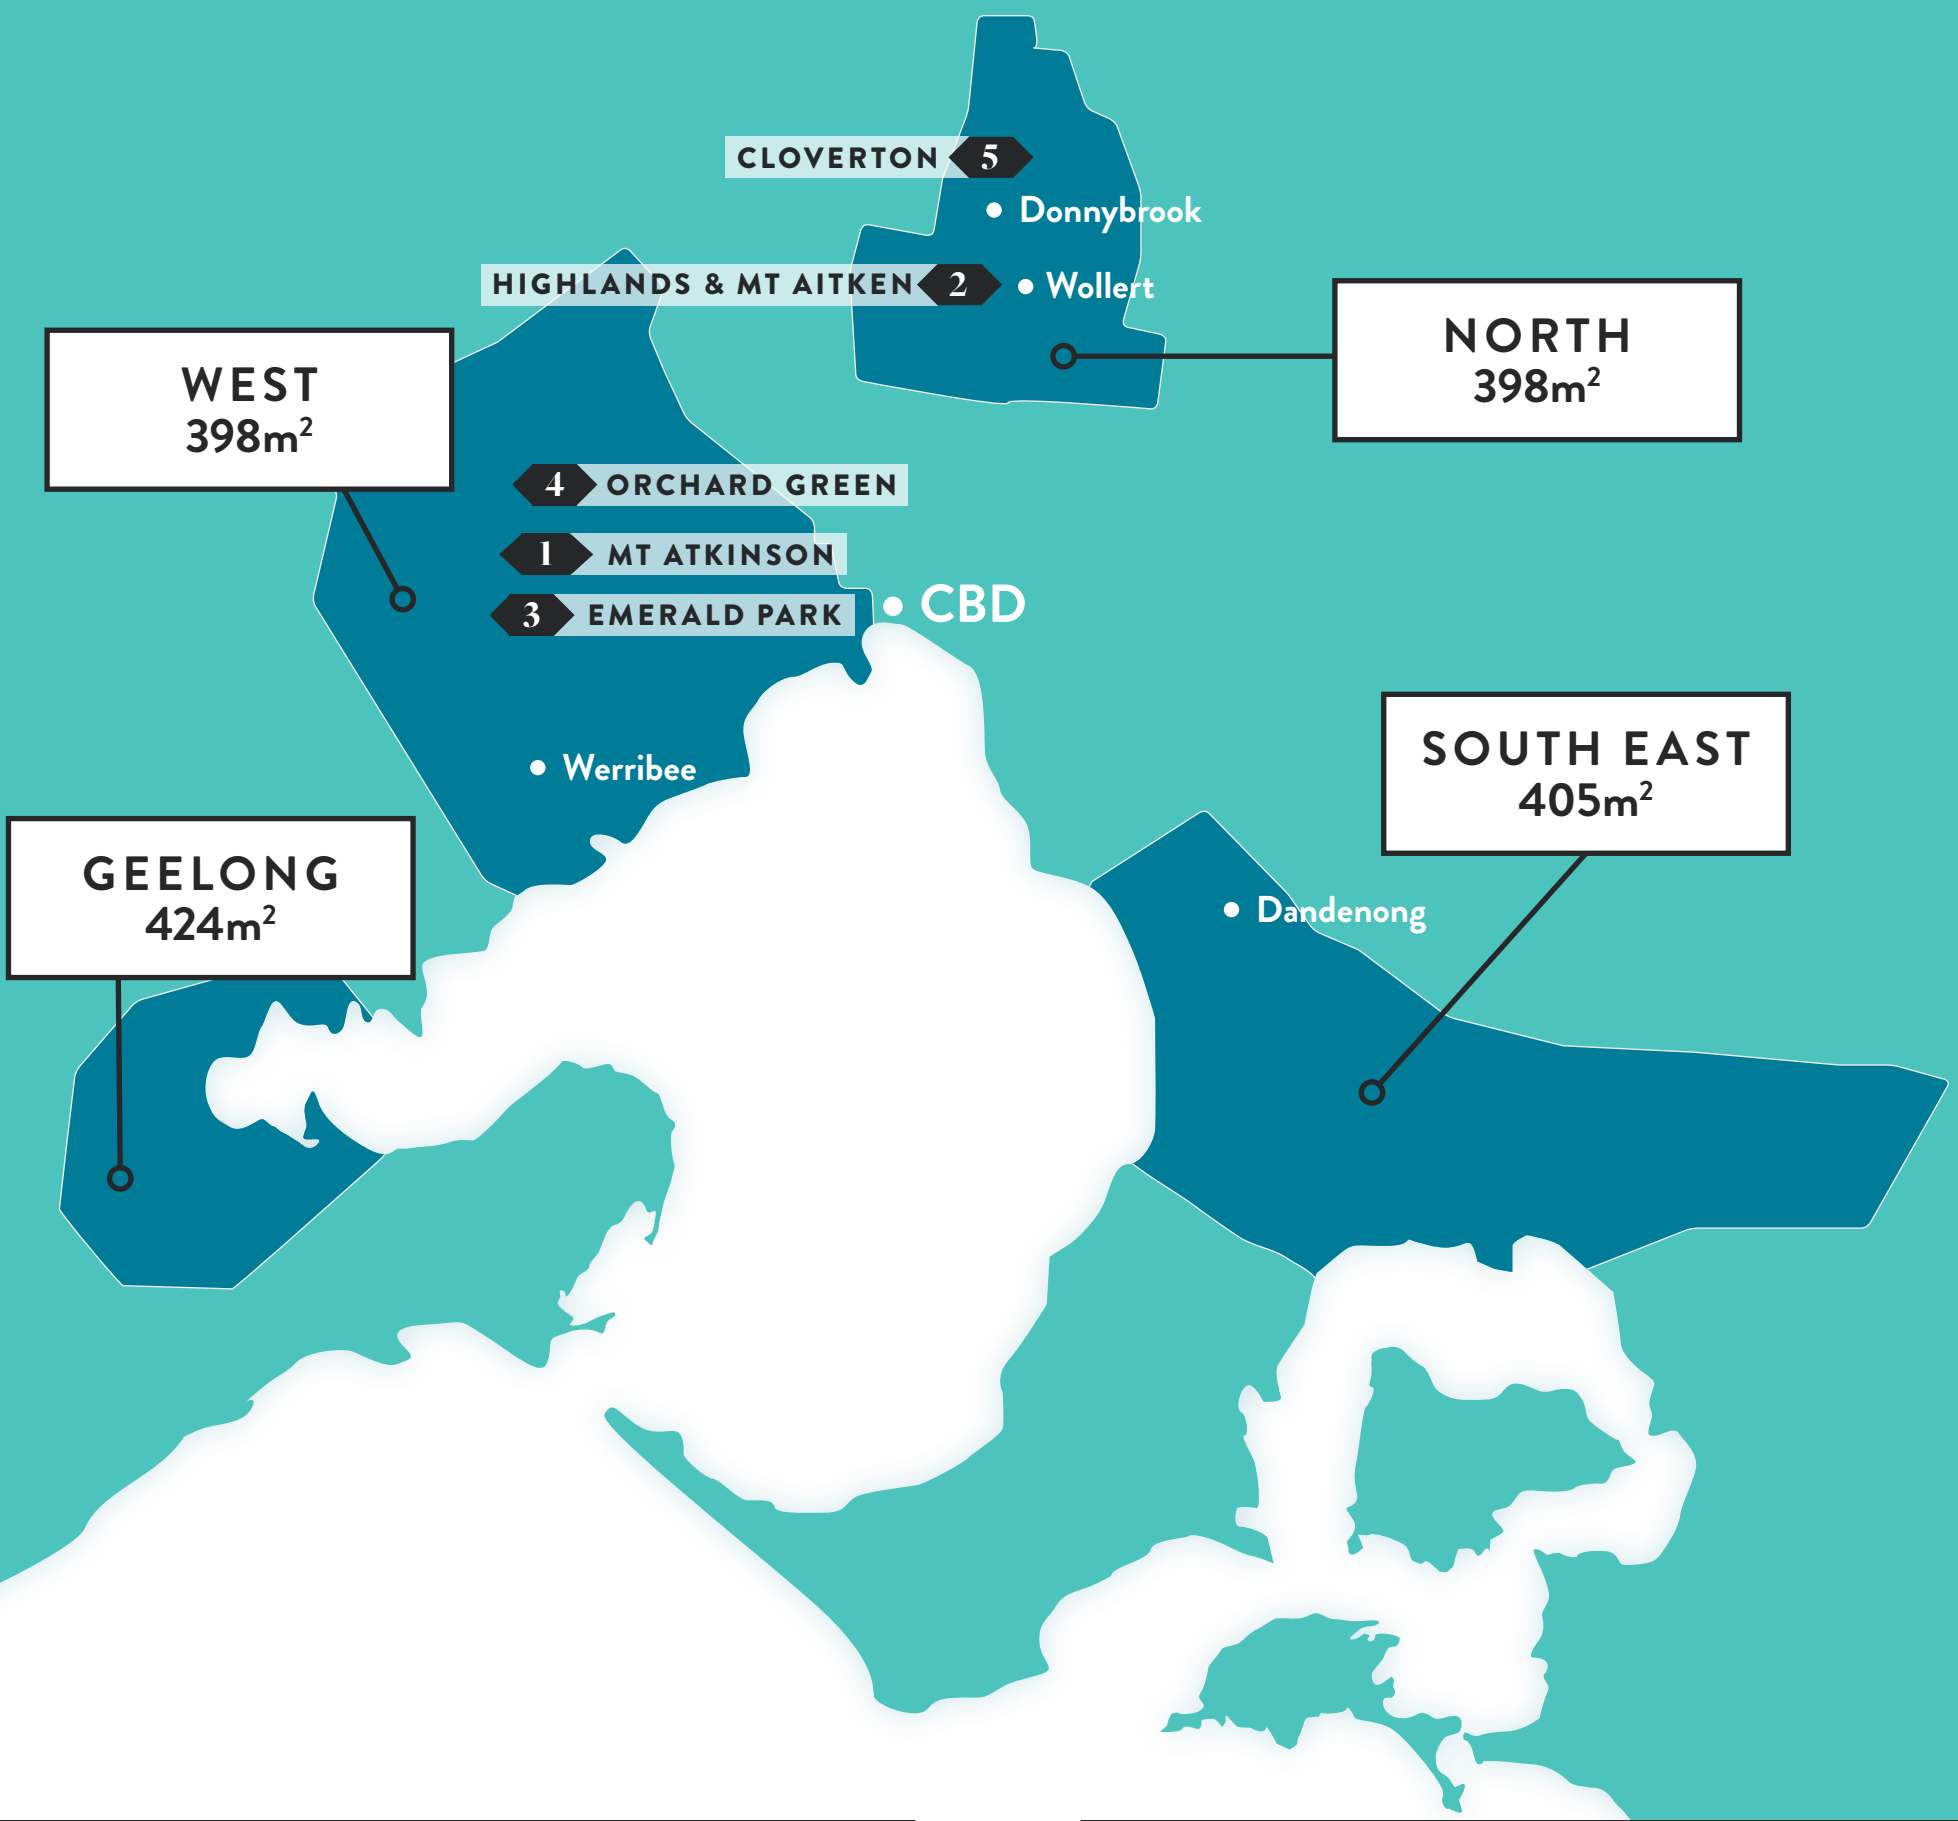 CLOVERTON 5
Donnybrook
HIGHLANDS & MT AITKEN 2
Wollert
NORTH
398m²
WEST
398m²
4 ORCHARD GREEN
1 MT ATKINSON
3 EMERALD PARK
CBD
Werribee
SOUTH EAST
405m²
GEELONG
424m²
Dandenong